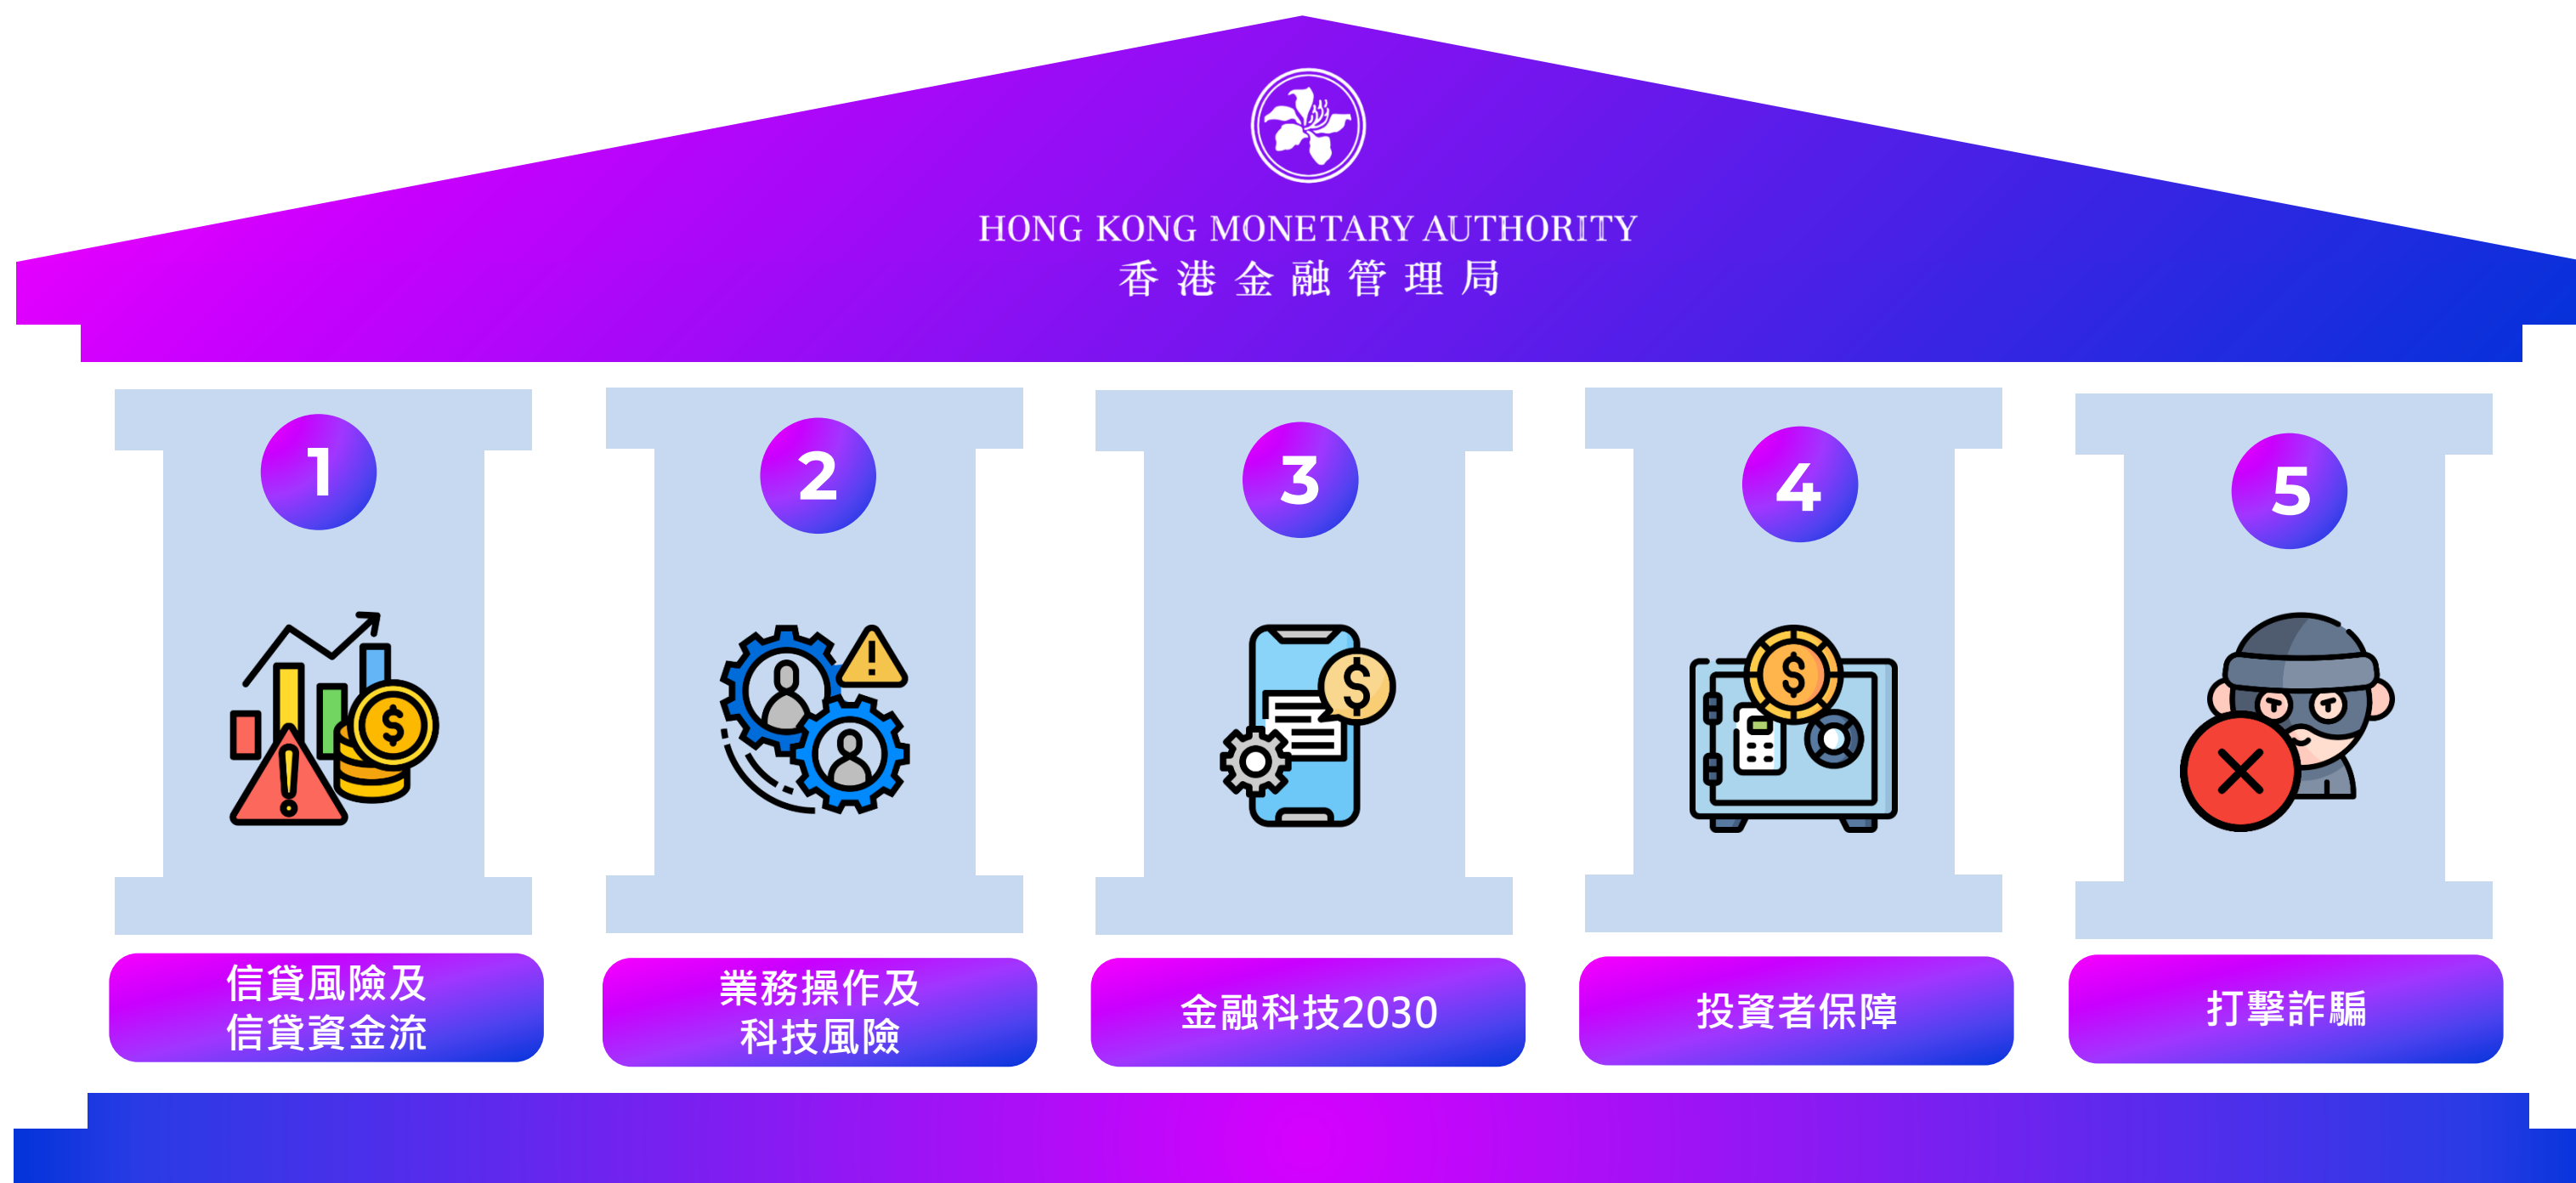 HONG KONG MONETARY AUTHORITY
香港金融管理局
1
2
3
4
5
信貸風險及
信貸資金流
業務操作及
科技風險
金融科技2030
投資者保障
打擊詐騙